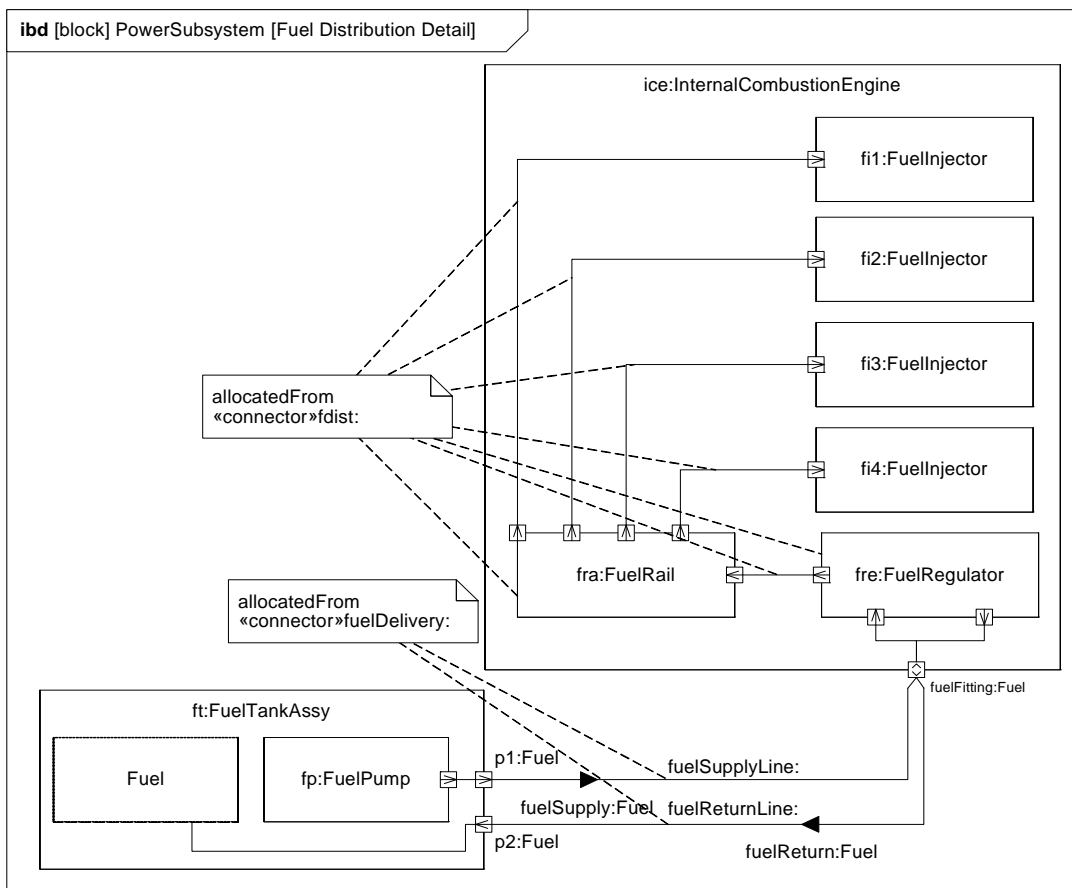 ibd [block] PowerSubsystem [Fuel Distribution Detail]
ice:InternalCombustionEngine
fi1:FuelInjector
fi2:FuelInjector
fi3:FuelInjector
allocatedFrom
«connector»fdist:
fi4:FuelInjector
fra:FuelRail
fre:FuelRegulator
allocatedFrom
«connector»fuelDelivery:
fuelFitting:Fuel
ft:FuelTankAssy
Fuel
fp:FuelPump
p1:Fuel
fuelSupplyLine:
fuelSupply:Fuel
fuelReturnLine:
p2:Fuel
fuelReturn:Fuel